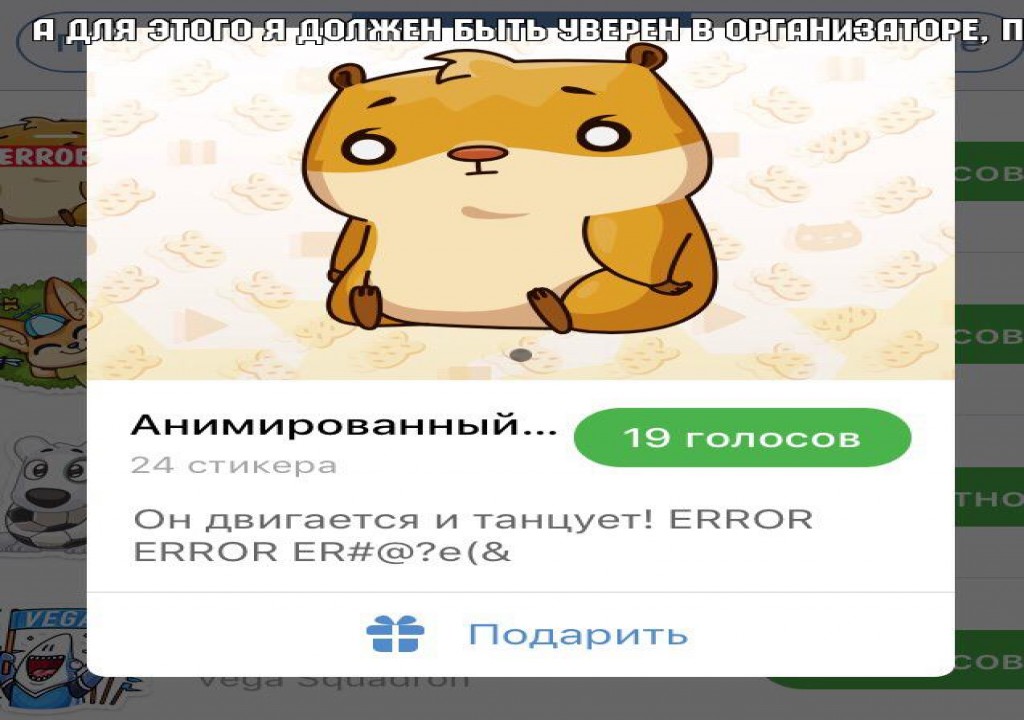 А ДЛЯ ЭТОГО Я ДОЛЖЕН БЫТЬ УВЕРЕН В ОРГАНИЗАТОРЕ, П
ERROR
СОВ
СОВ
Анимированный...
19 голосов
24 стикера
Он двигается и танцует! ERROR
ERROR ER#@?e(&
ТНО
VEGA
Подарить
сов
Vega Squadron